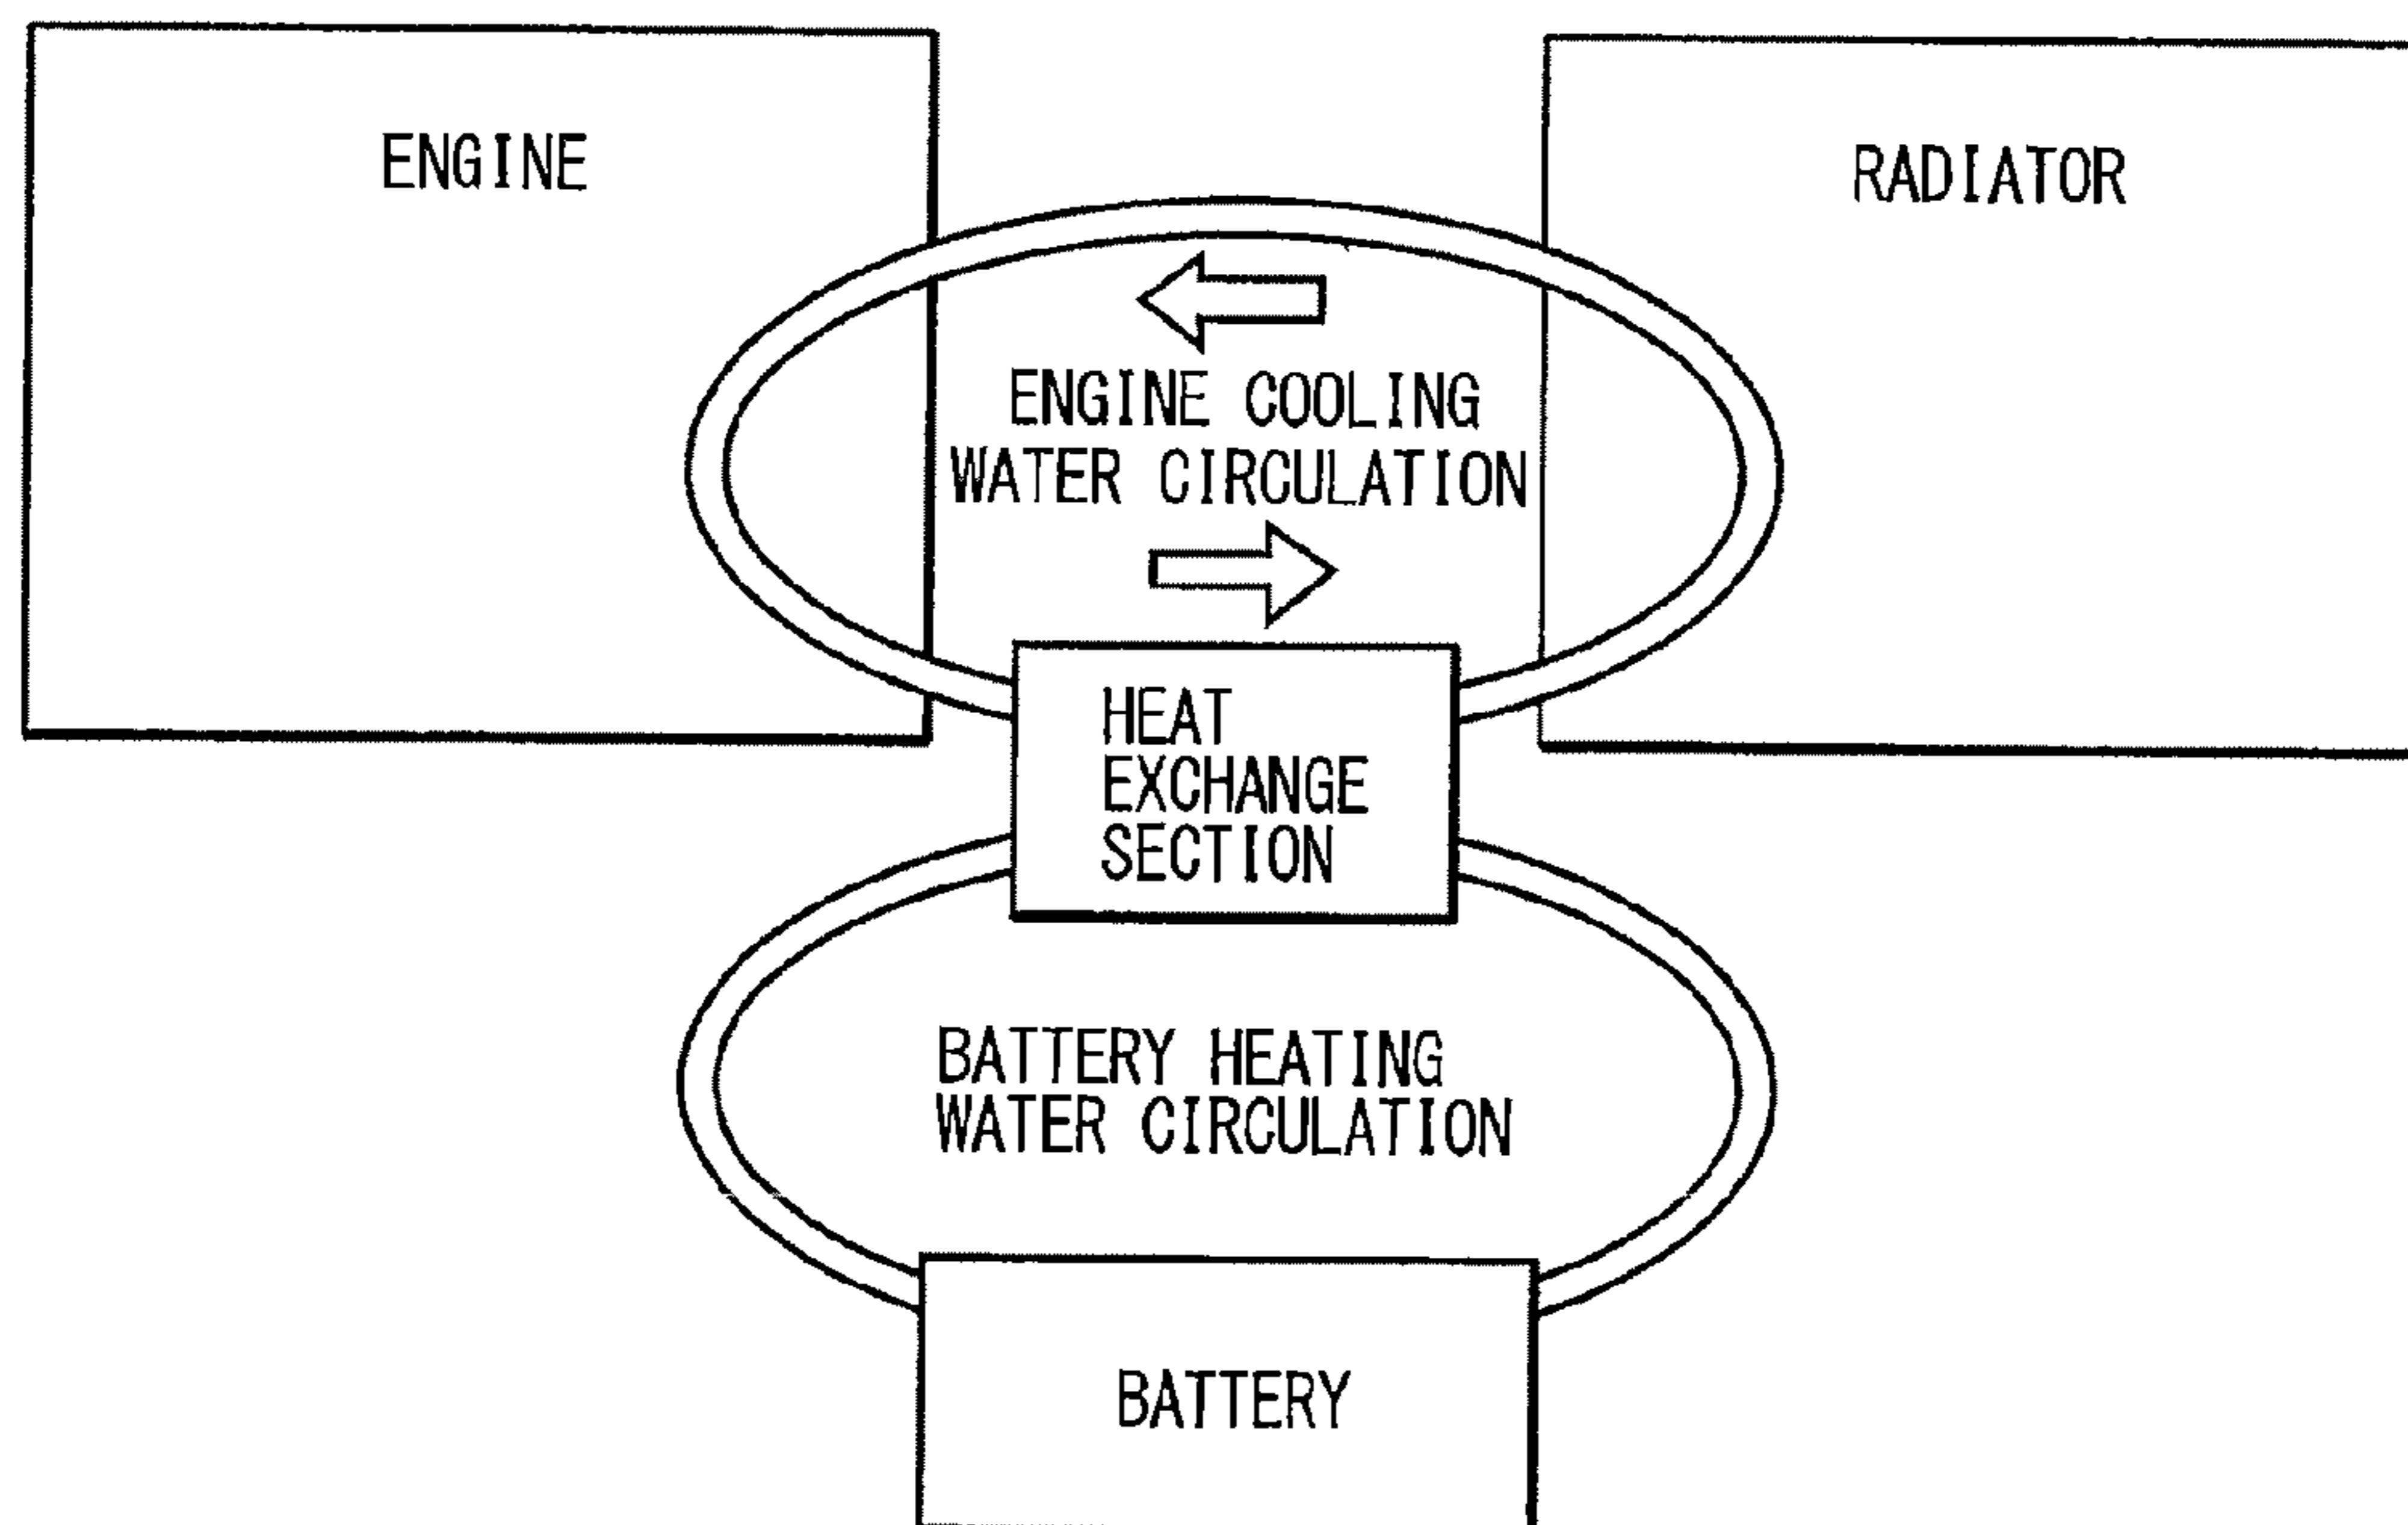 ENGINE
RADIATOR
ENGINE COOLING
WATER CIRCULATION
HEAT
EXCHANGE
SECTION
BATTERY HEATING
WATER CIRCULATION
BATTERY